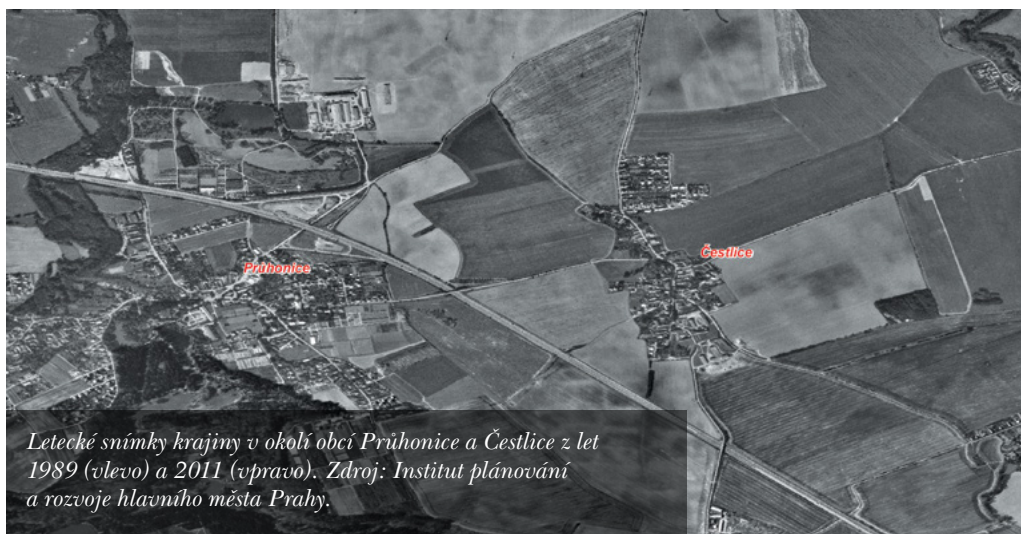 Čestlice
Průhonice
Letecké snímky krajiny v okolí obcí Průhonice a Čestlice z let
1989 (vlevo) a 2011 (vpravo). Zdroj: Institut plánování
a rozvoje hlavního města Prahy.